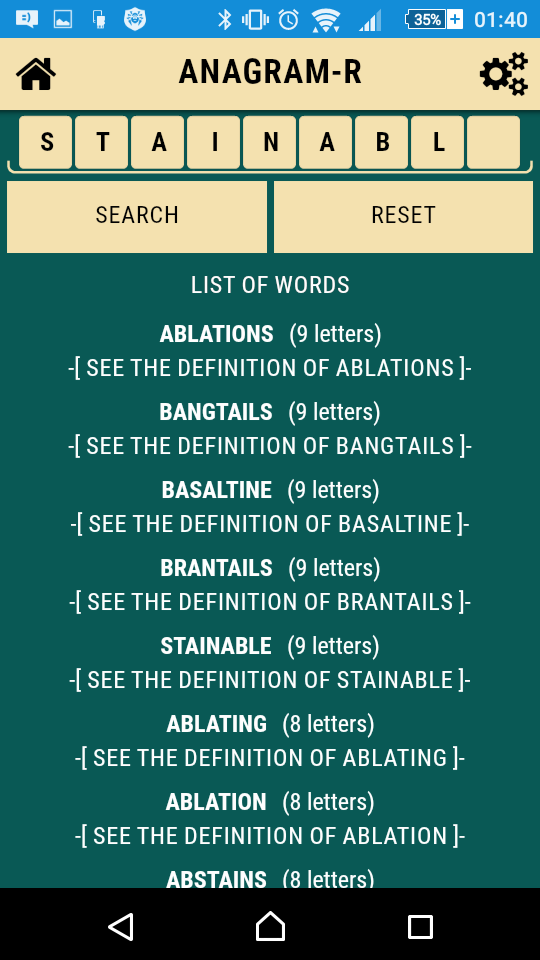 35% 01:40
ANAGRAM-R
S T A I N A B L
SEARCH RESET
LIST OF WORDS
ABLATIONS (9 letters)
-[ SEE THE DEFINITION OF ABLATIONS ]-
BANGTAILS (9 letters)
-[ SEE THE DEFINITION OF BANGTAILS ]-
BASALTINE (9 letters)
-[ SEE THE DEFINITION OF BASALTINE ]-
BRANTAILS (9 letters)
-[ SEE THE DEFINITION OF BRANTAILS ]-
STAINABLE (9 letters)
-[ SEE THE DEFINITION OF STAINABLE ]-
ABLATING (8 letters)
-[ SEE THE DEFINITION OF ABLATING ]-
ABLATION (8 letters)
-[ SEE THE DEFINITION OF ABLATION ]-
ABSTAINS (8 letters)